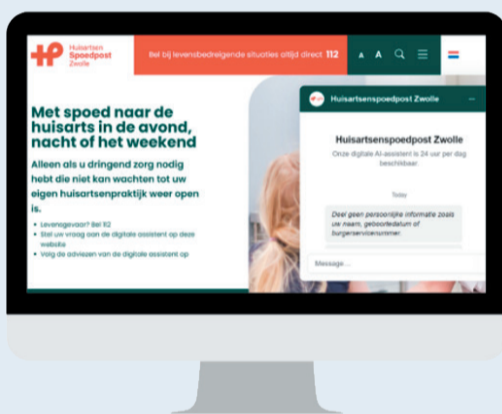 Huisartsen
Spoedpost
Zwolle
Bel bij levensbedreigende situaties altijd direct 112
A A
Met spoed naar de
huisarts in de avond,
nacht of het weekend
Alleen als u dringend zorg nodig
hebt die niet kan wachten tot uw
eigen huisartsenpraktijk weer open
is.
• Levensgevaar? Bel 112
• Stel uw vraag aan de digitale assistent op deze
website
• Volg de adviezen van de digitale assistent op
Huisartsenspoedpost Zwolle
Huisartsenspoedpost Zwolle
Onze digitale AI-assistent is 24 uur per dag
beschikbaar.
Today
Deel geen persoonlijke informatie zoals
uw naam, geboortedatum of
burgerservicenummer.
Message...